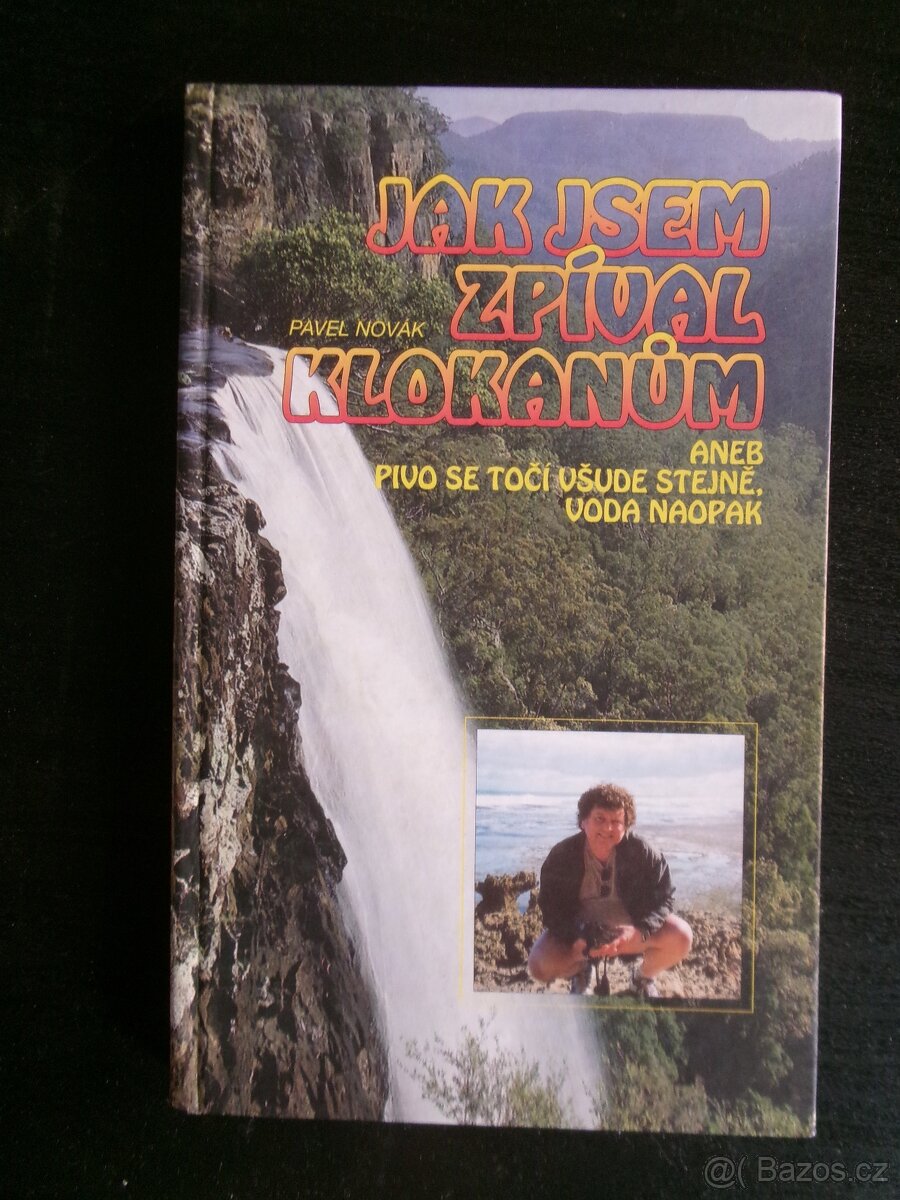 JAK JSEM
ZPÍVAL
PAVEL NOVÁK
KLOKANŮM
ANEB
PIVO SE TOČÍ VŠUDE STEJNĚ,
VODA NAOPAK
@( Bazos.cz